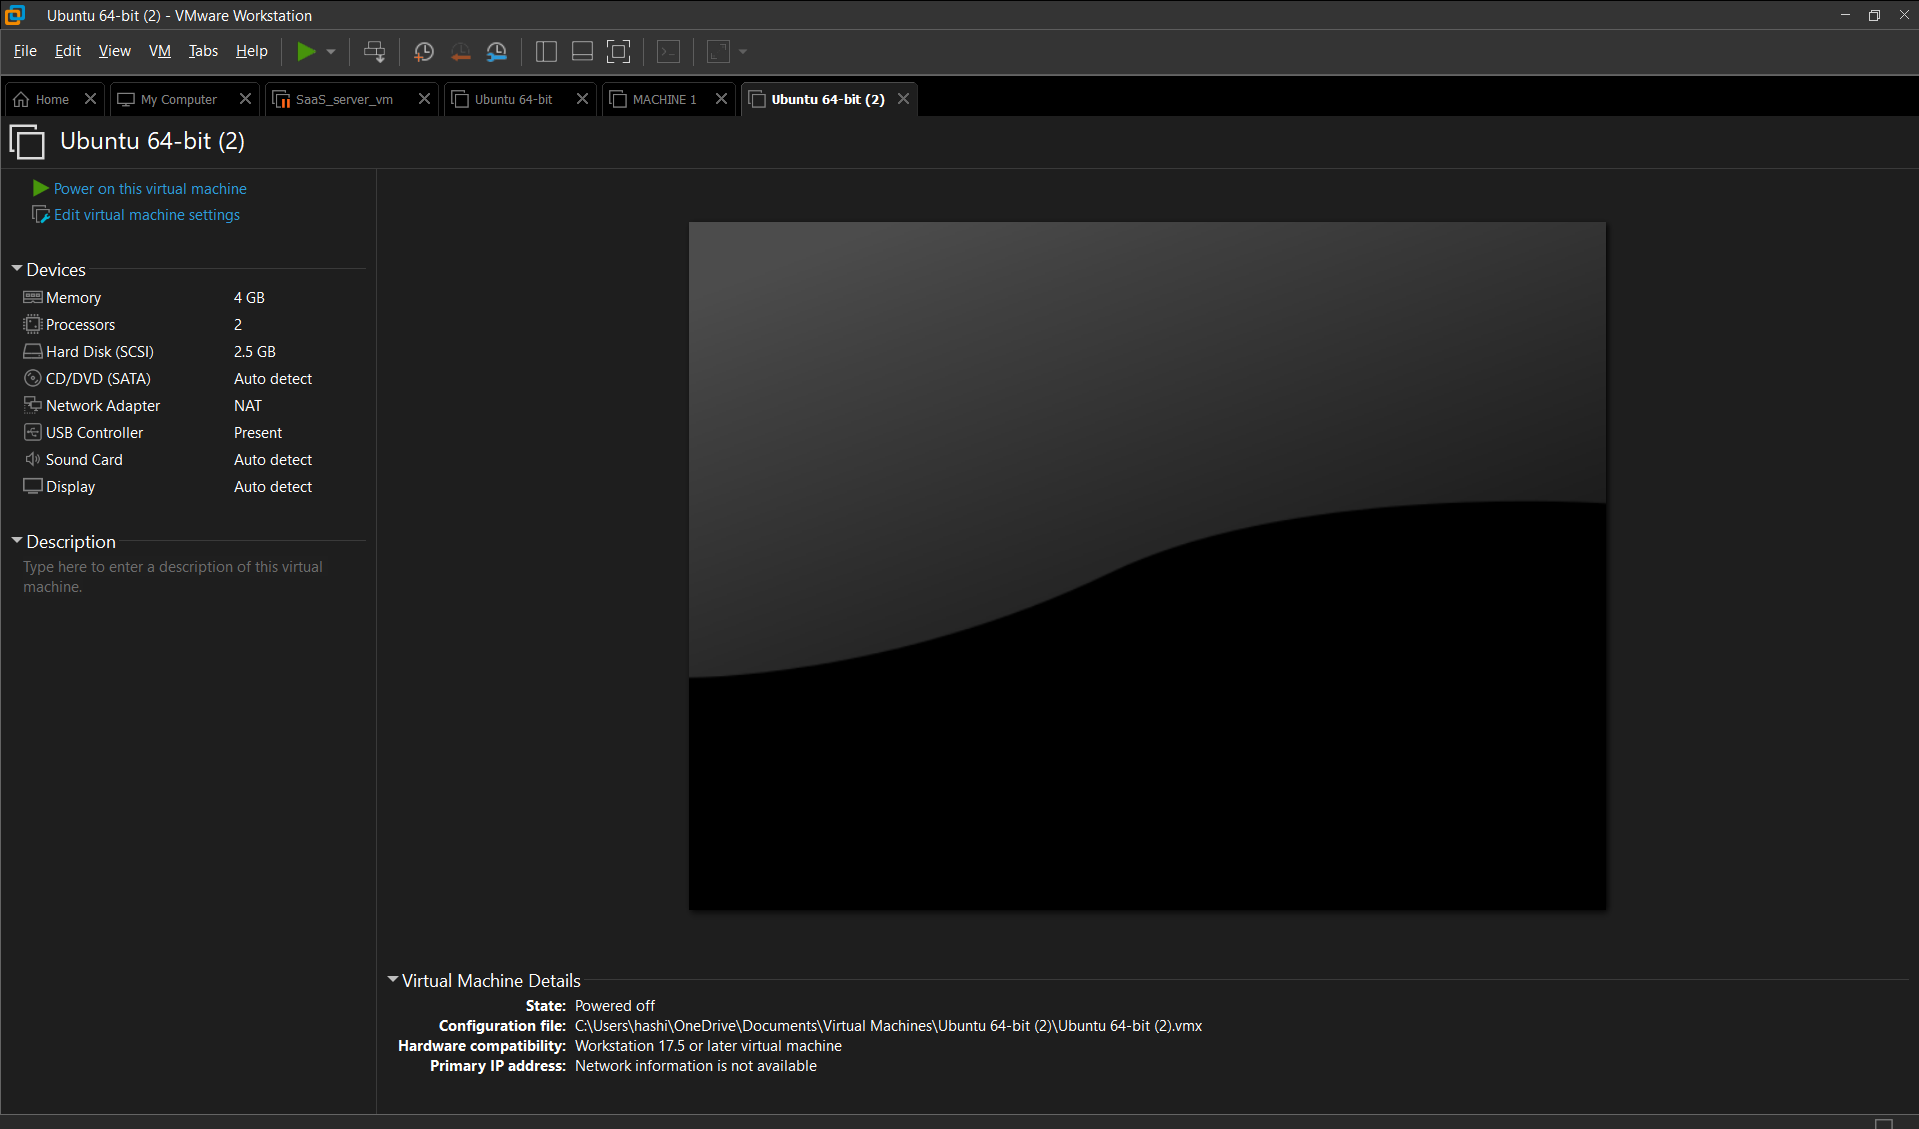 Ubuntu 64-bit (2) - VMware Workstation
File Edit View VM Tabs Help
Home My Computer SaaS_server_vm Ubuntu 64-bit MACHINE 1 Ubuntu 64-bit (2)
Ubuntu 64-bit (2)
Power on this virtual machine
Edit virtual machine settings
Devices
Memory 4 GB
Processors 2
Hard Disk (SCSI) 2.5 GB
CD/DVD (SATA) Auto detect
Network Adapter NAT
USB Controller Present
Sound Card Auto detect
Display Auto detect
Description
Type here to enter a description of this virtual
machine.
Virtual Machine Details
State: Powered off
Configuration file: C:\Users\hashi\OneDrive\Documents\Virtual Machines\Ubuntu 64-bit (2)\Ubuntu 64-bit (2).vmx
Hardware compatibility: Workstation 17.5 or later virtual machine
Primary IP address: Network information is not available